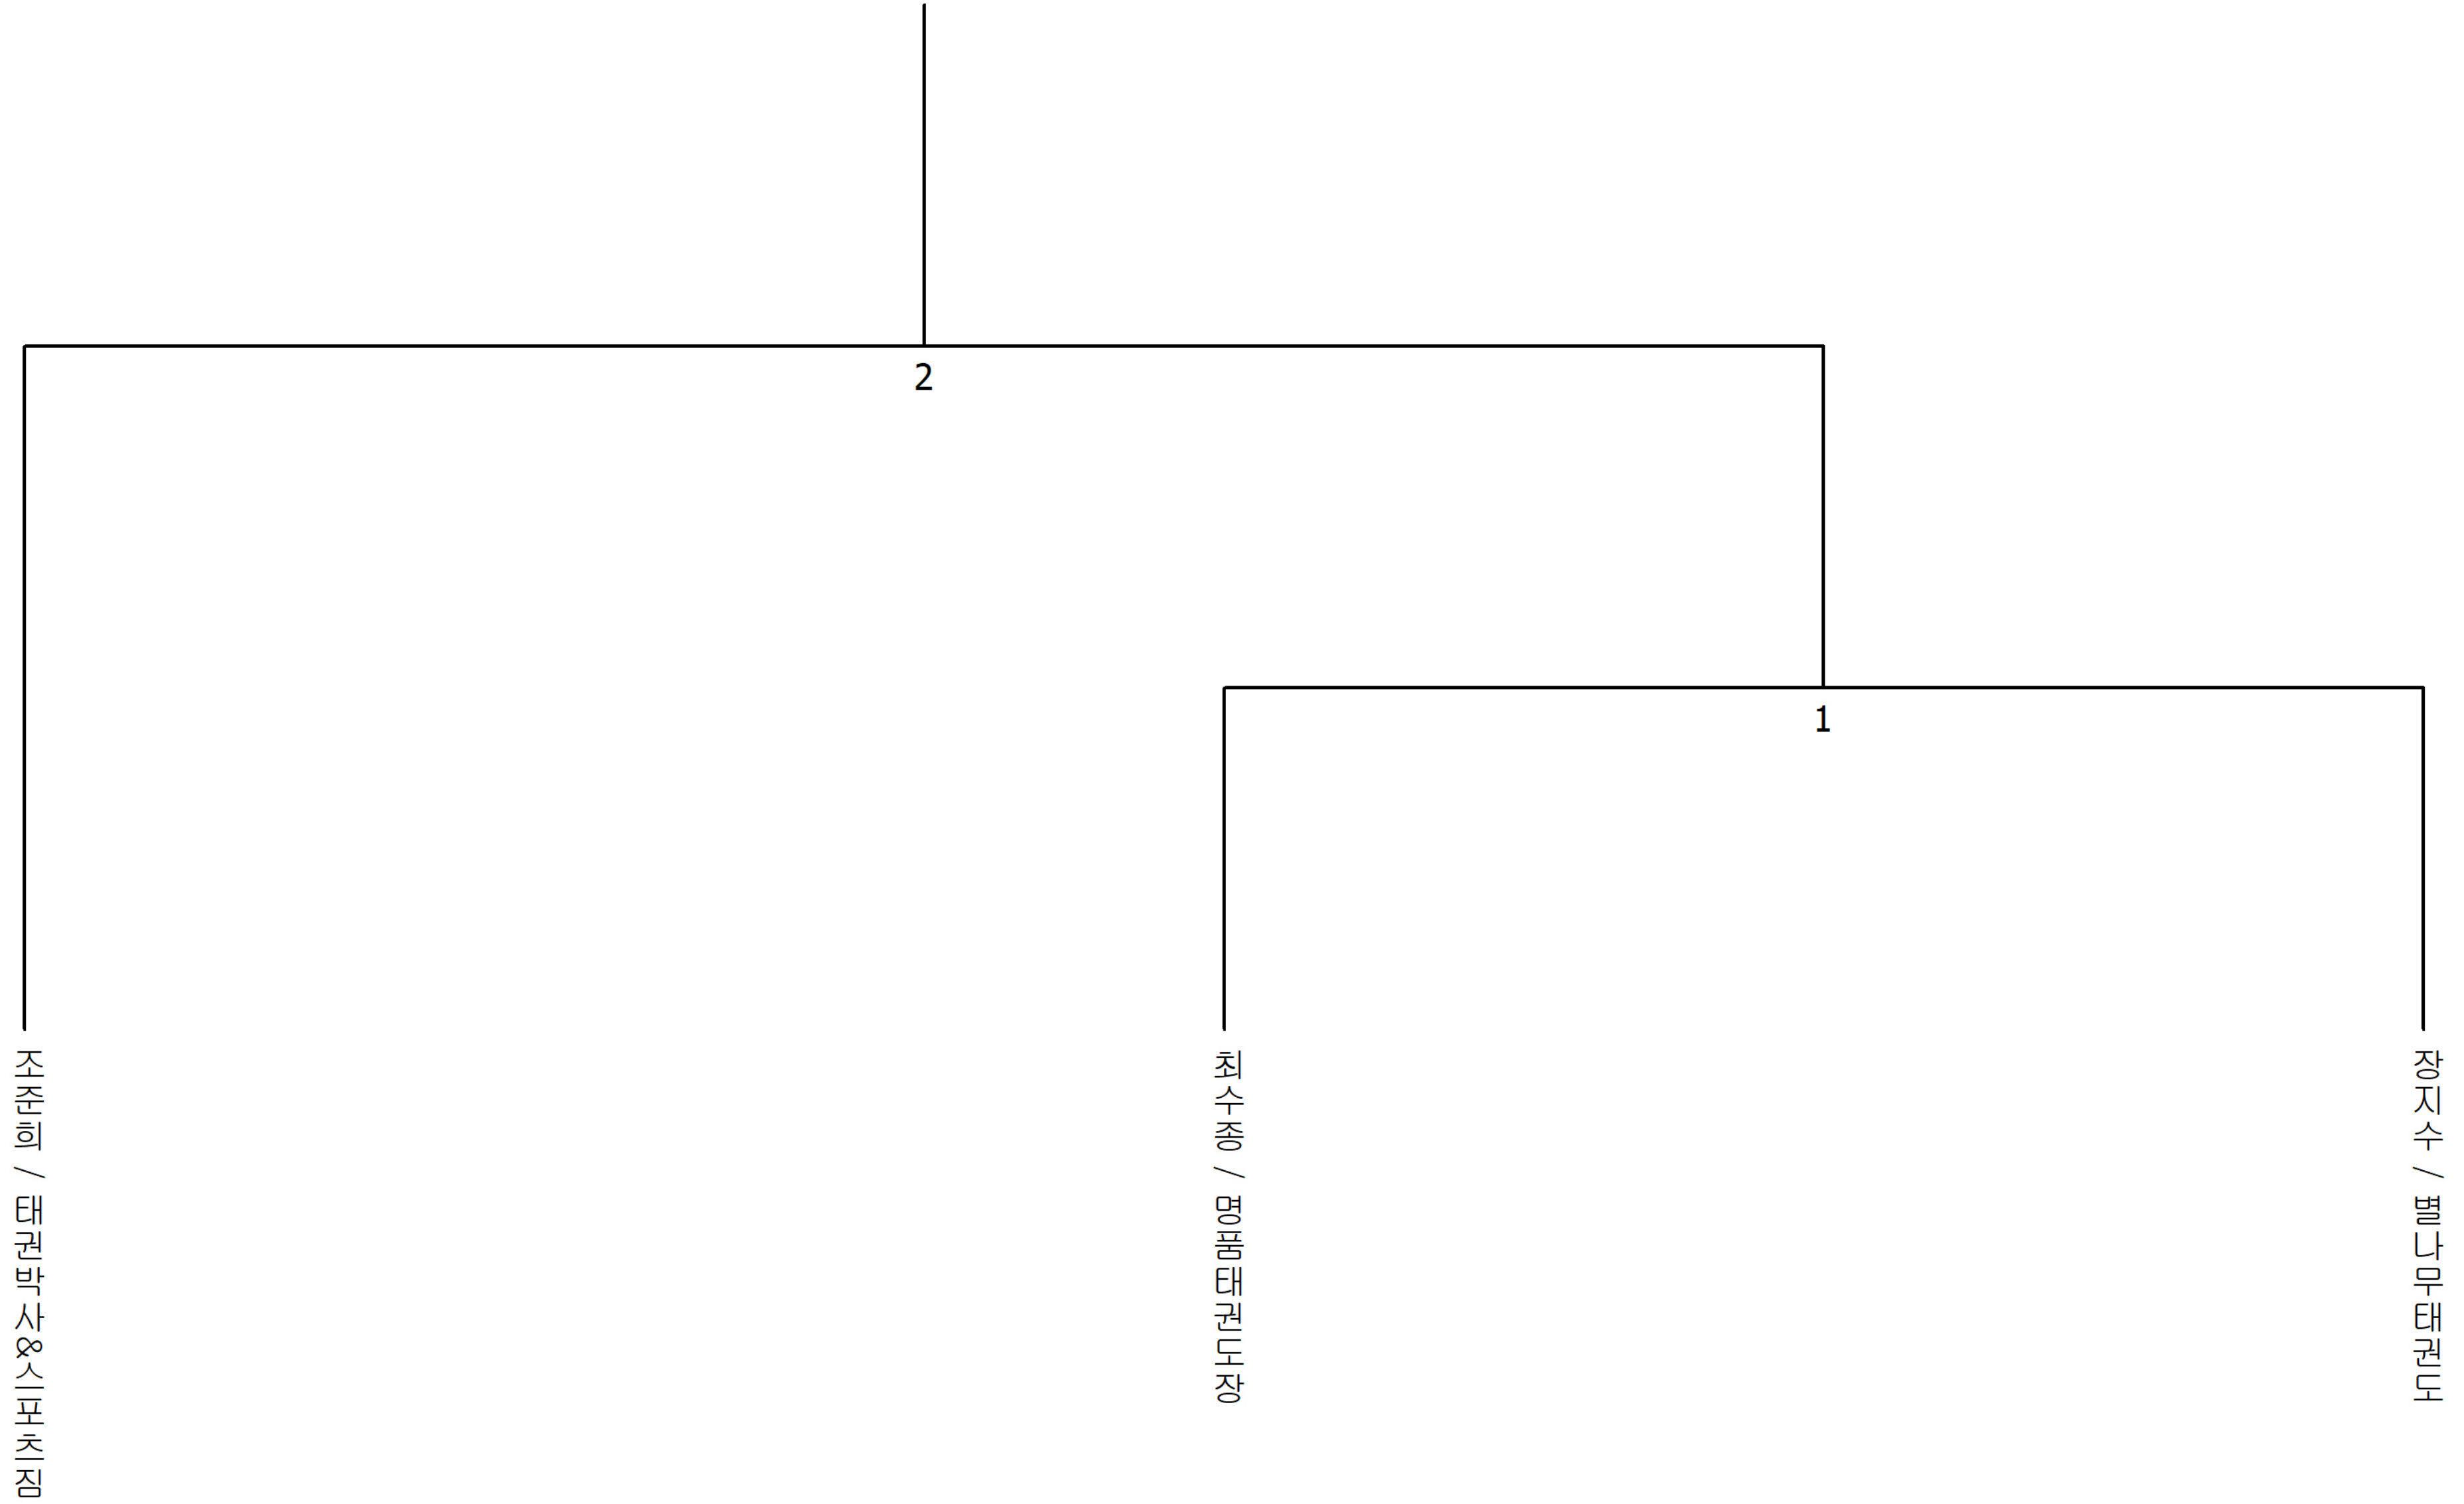 2
1
조준희 / 태권박사&스포츠짐
최수종 / 명품태권도장
장지수 / 별나무태권도